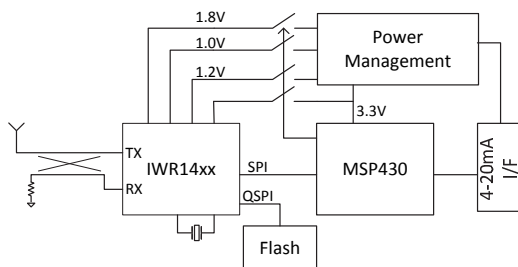 1.8V
1.0V
1.2V
Power
Management
3.3V
TX
RX
IWR14xx
SPI
QSPI
MSP430
4-20mA
I/F
Flash